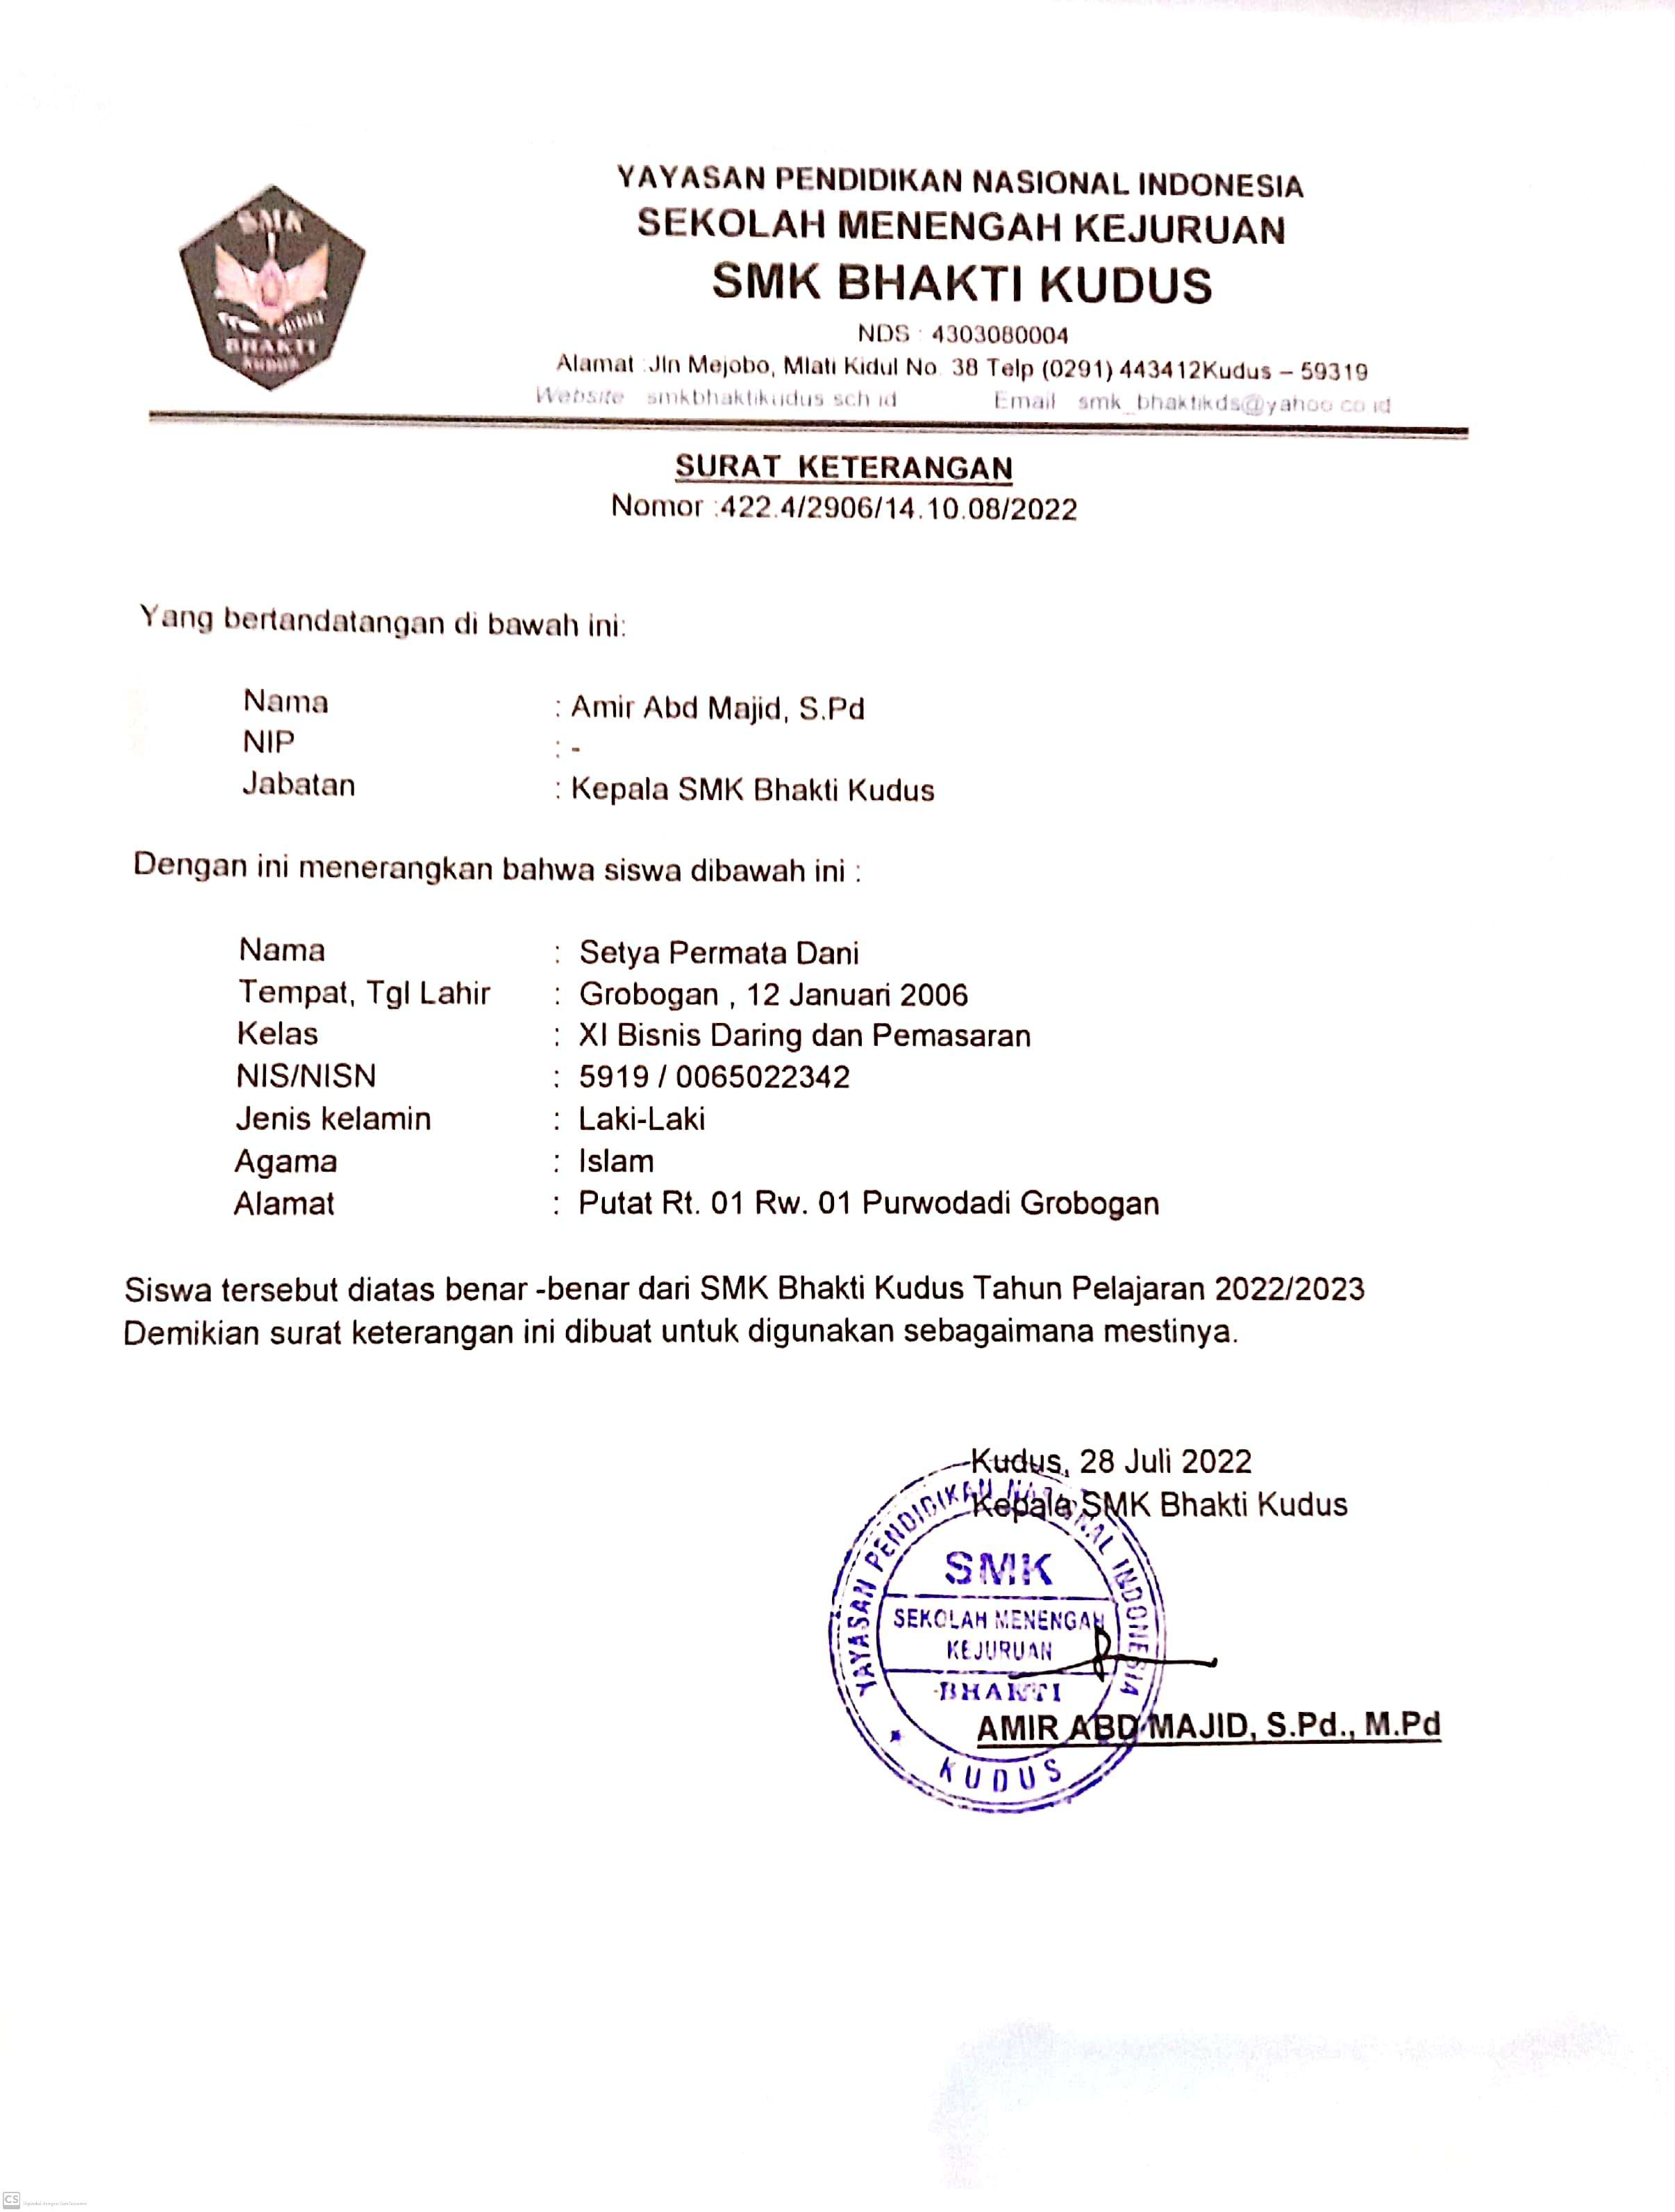 SMK
BHAKTI
KUDUS
YAYASAN PENDIDIKAN NASIONAL INDONESIA
SEKOLAH MENENGAH KEJURUAN
SMK BHAKTI KUDUS
NDS : 4303080004
Alamat :Jln Mejobo, Mlati Kidul No. 38 Telp (0291) 443412Kudus – 59319
Website smkbhaktikudus.sch.id Email smk_bhaktikds@yahoo.co.id
SURAT KETERANGAN
Nomor :422.4/2906/14.10.08/2022
Yang bertandatangan di bawah ini:
Nama : Amir Abd Majid, S.Pd
NIP : -
Jabatan : Kepala SMK Bhakti Kudus
Dengan ini menerangkan bahwa siswa dibawah ini :
Nama : Setya Permata Dani
Tempat, Tgl Lahir : Grobogan , 12 Januari 2006
Kelas : XI Bisnis Daring dan Pemasaran
NIS/NISN : 5919 / 0065022342
Jenis kelamin : Laki-Laki
Agama : Islam
Alamat : Putat Rt. 01 Rw. 01 Purwodadi Grobogan
Siswa tersebut diatas benar -benar dari SMK Bhakti Kudus Tahun Pelajaran 2022/2023
Demikian surat keterangan ini dibuat untuk digunakan sebagaimana mestinya.
Kudus, 28 Juli 2022
Kepala SMK Bhakti Kudus
YAYASAN PENDIDIKAN NASIONAL INDONESIA
SMK
SEKOLAH MENENGAH
KEJURUAN
BHAKTI
KUDUS
AMIR ABD MAJID, S.Pd., M.Pd
CS